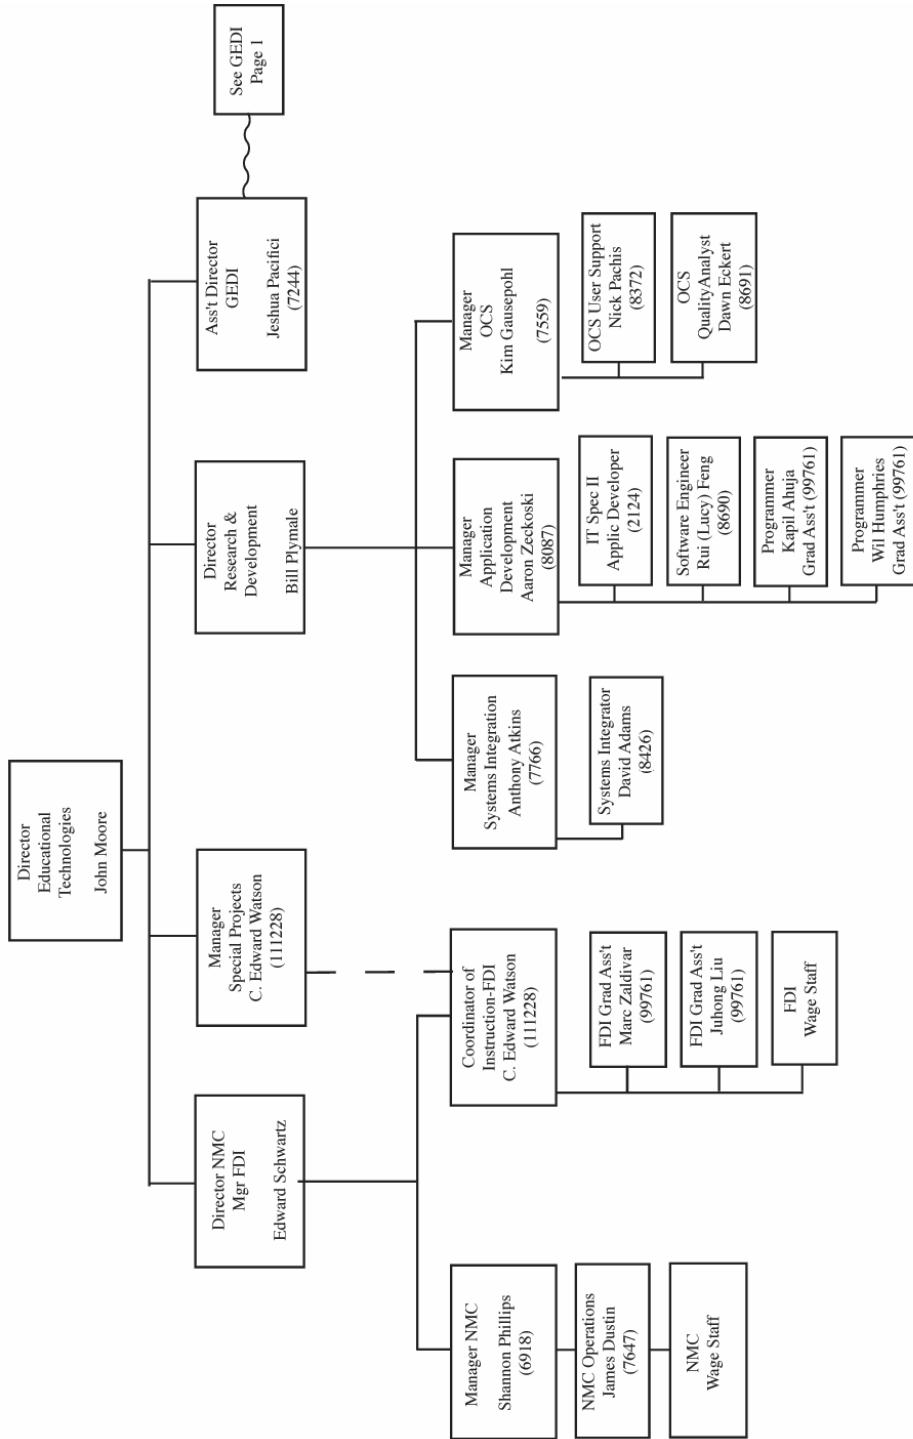 Director
Educational
Technologies
John Moore
Director NMC
Mgr FDI
Edward Schwartz
Manager
Special Projects
C. Edward Watson
(111228)
Director
Research &
Development
Bill Plymale
Ass't Director
GEDI
Jeshua Pacifici
(7244)
See GEDI
Page 1
Manager NMC
Shannon Phillips
(6918)
NMC Operations
James Dustin
(7647)
NMC
Wage Staff
Coordinator of
Instruction-FDI
C. Edward Watson
(111228)
FDI Grad Ass't
Marc Zaldivar
(99761)
FDI Grad Ass't
Juhong Liu
(99761)
FDI
Wage Staff
Manager
Systems Integration
Anthony Atkins
(7766)
Systems Integrator
David Adams
(8426)
Manager
Application
Development
Aaron Zeckoski
(8087)
IT Spec II
Applic Developer
(2124)
Software Engineer
Rui (Lucy) Feng
(8690)
Programmer
Kapil Ahuja
Grad Ass't (99761)
Programmer
Wil Humphries
Grad Ass't (99761)
Manager
OCS
Kim Gausepohl
(7559)
OCS User Support
Nick Pachis
(8372)
OCS
QualityAnalyst
Dawn Eckert
(8691)